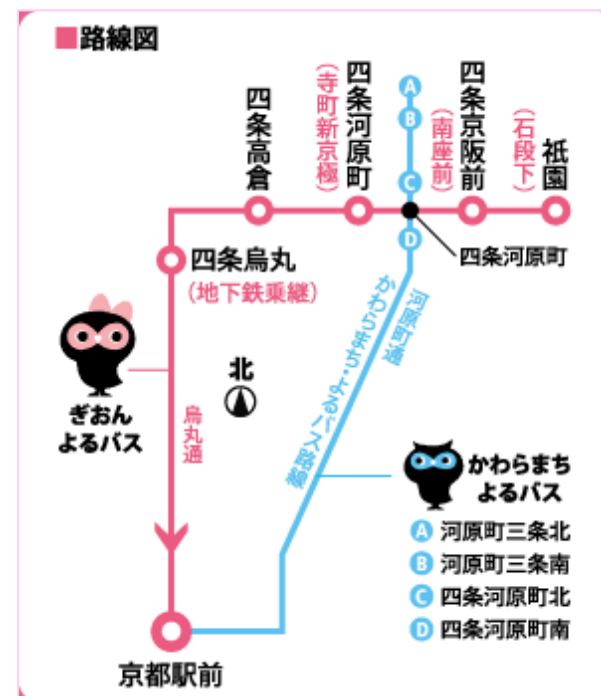 ■路線図
四条高倉
四条河原町
(寺町新京極)
四条京阪前
(南座前)
祇園
(石段下)
A
B
C
D
四条河原町
四条烏丸
(地下鉄乗継)
北
ぎおん
よるバス
烏丸通
河原町通
かわらまち・よるバス路線
かわらまち
よるバス
A 河原町三条北
B 河原町三条南
C 四条河原町北
D 四条河原町南
京都駅前